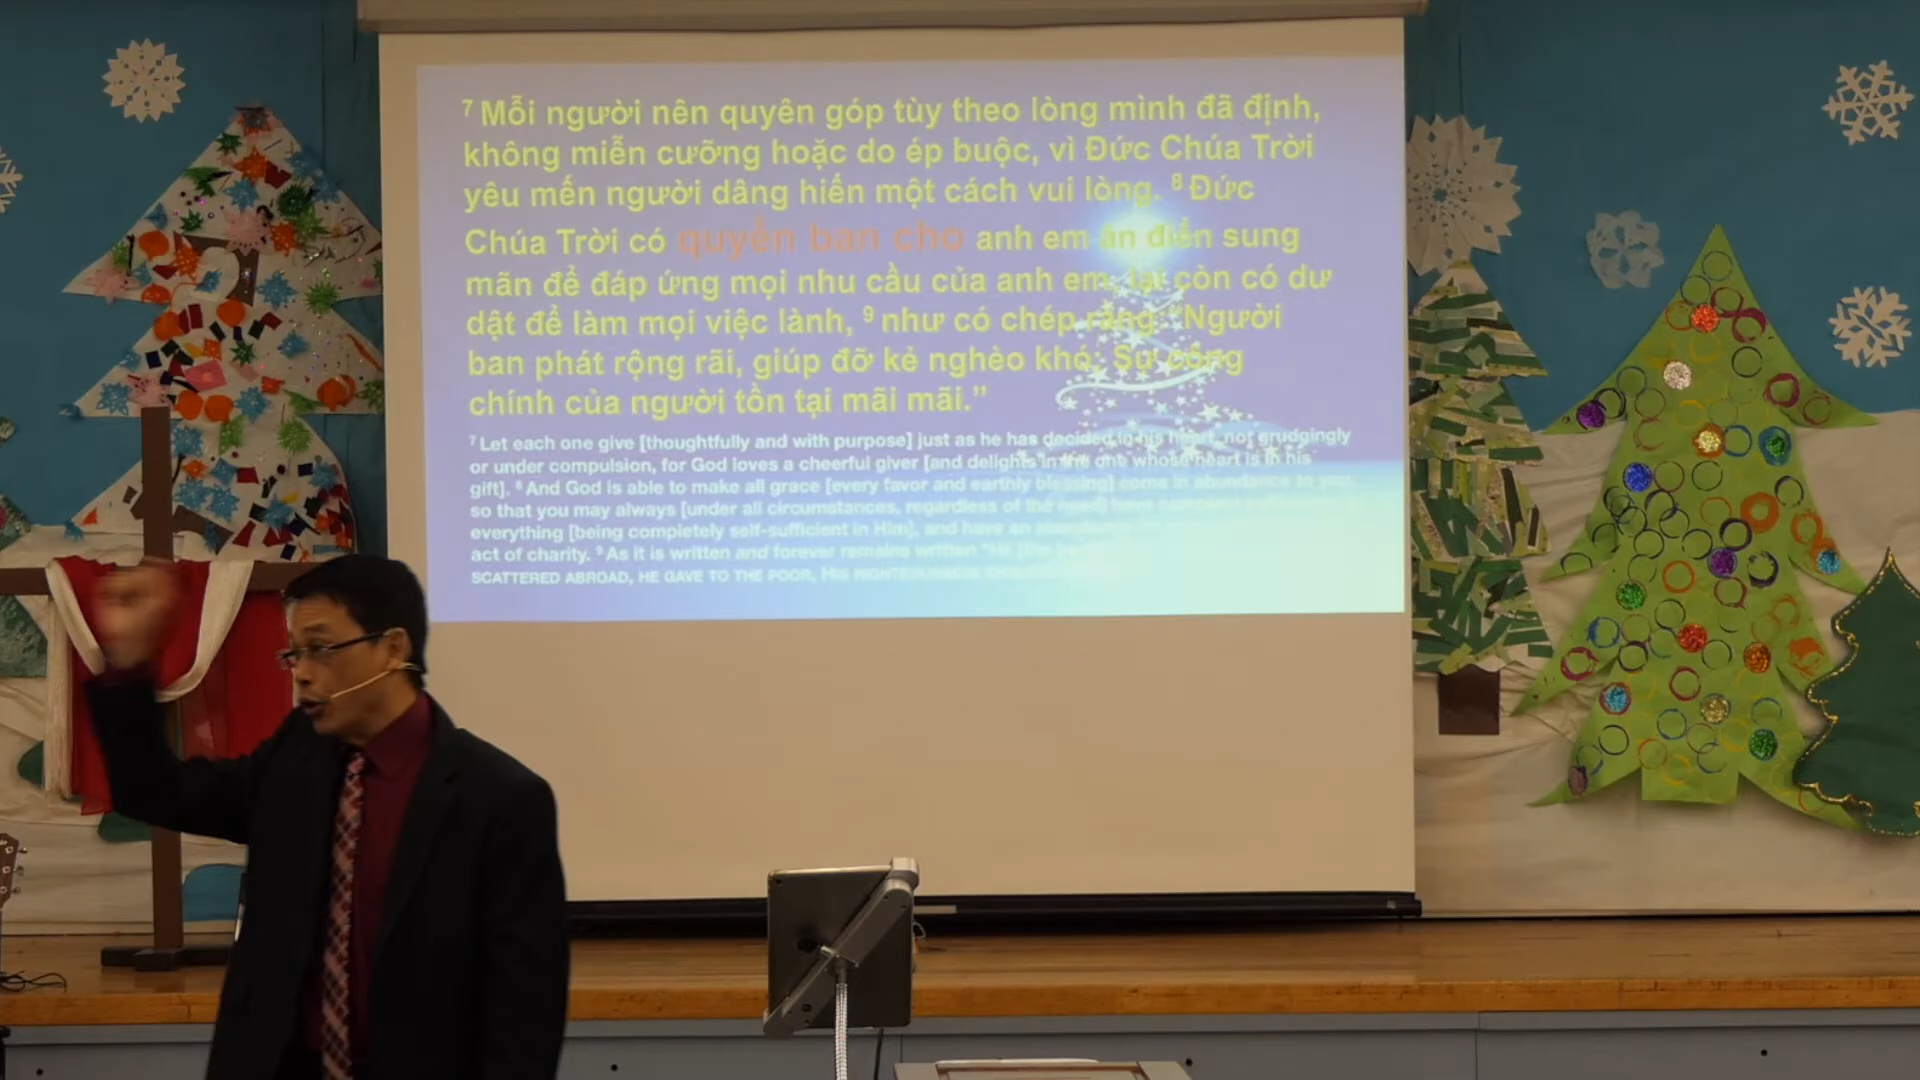 7 Mỗi người nên quyên góp tùy theo lòng mình đã định,
không miễn cưỡng hoặc do ép buộc, vì Đức Chúa Trời
yêu mến người dâng hiến một cách vui lòng. 8 Đức
Chúa Trời có quyền ban cho anh em ân điển sung
mãn để đáp ứng mọi nhu cầu của anh em, lại còn có dư
dật để làm mọi việc lành, 9 như có chép rằng: “Người
ban phát rộng rãi, giúp đỡ kẻ nghèo khó; Sự công
chính của người tồn tại mãi mãi.”
7 Let each one give [thoughtfully and with purpose] just as he has decided in his heart, not grudgingly
or under compulsion, for God loves a cheerful giver [and delights in the one whose heart is in his
gift]. 8 And God is able to make all grace [every favor and earthly blessing] come in abundance to you,
so that you may always [under all circumstances, regardless of the need] have
everything [being completely self-sufficient in Him], and have an
act of charity. 9 As it is written and forever remains written, “He
SCATTERED ABROAD, HE GAVE TO THE POOR, HIS RIGHTEOUSNESS